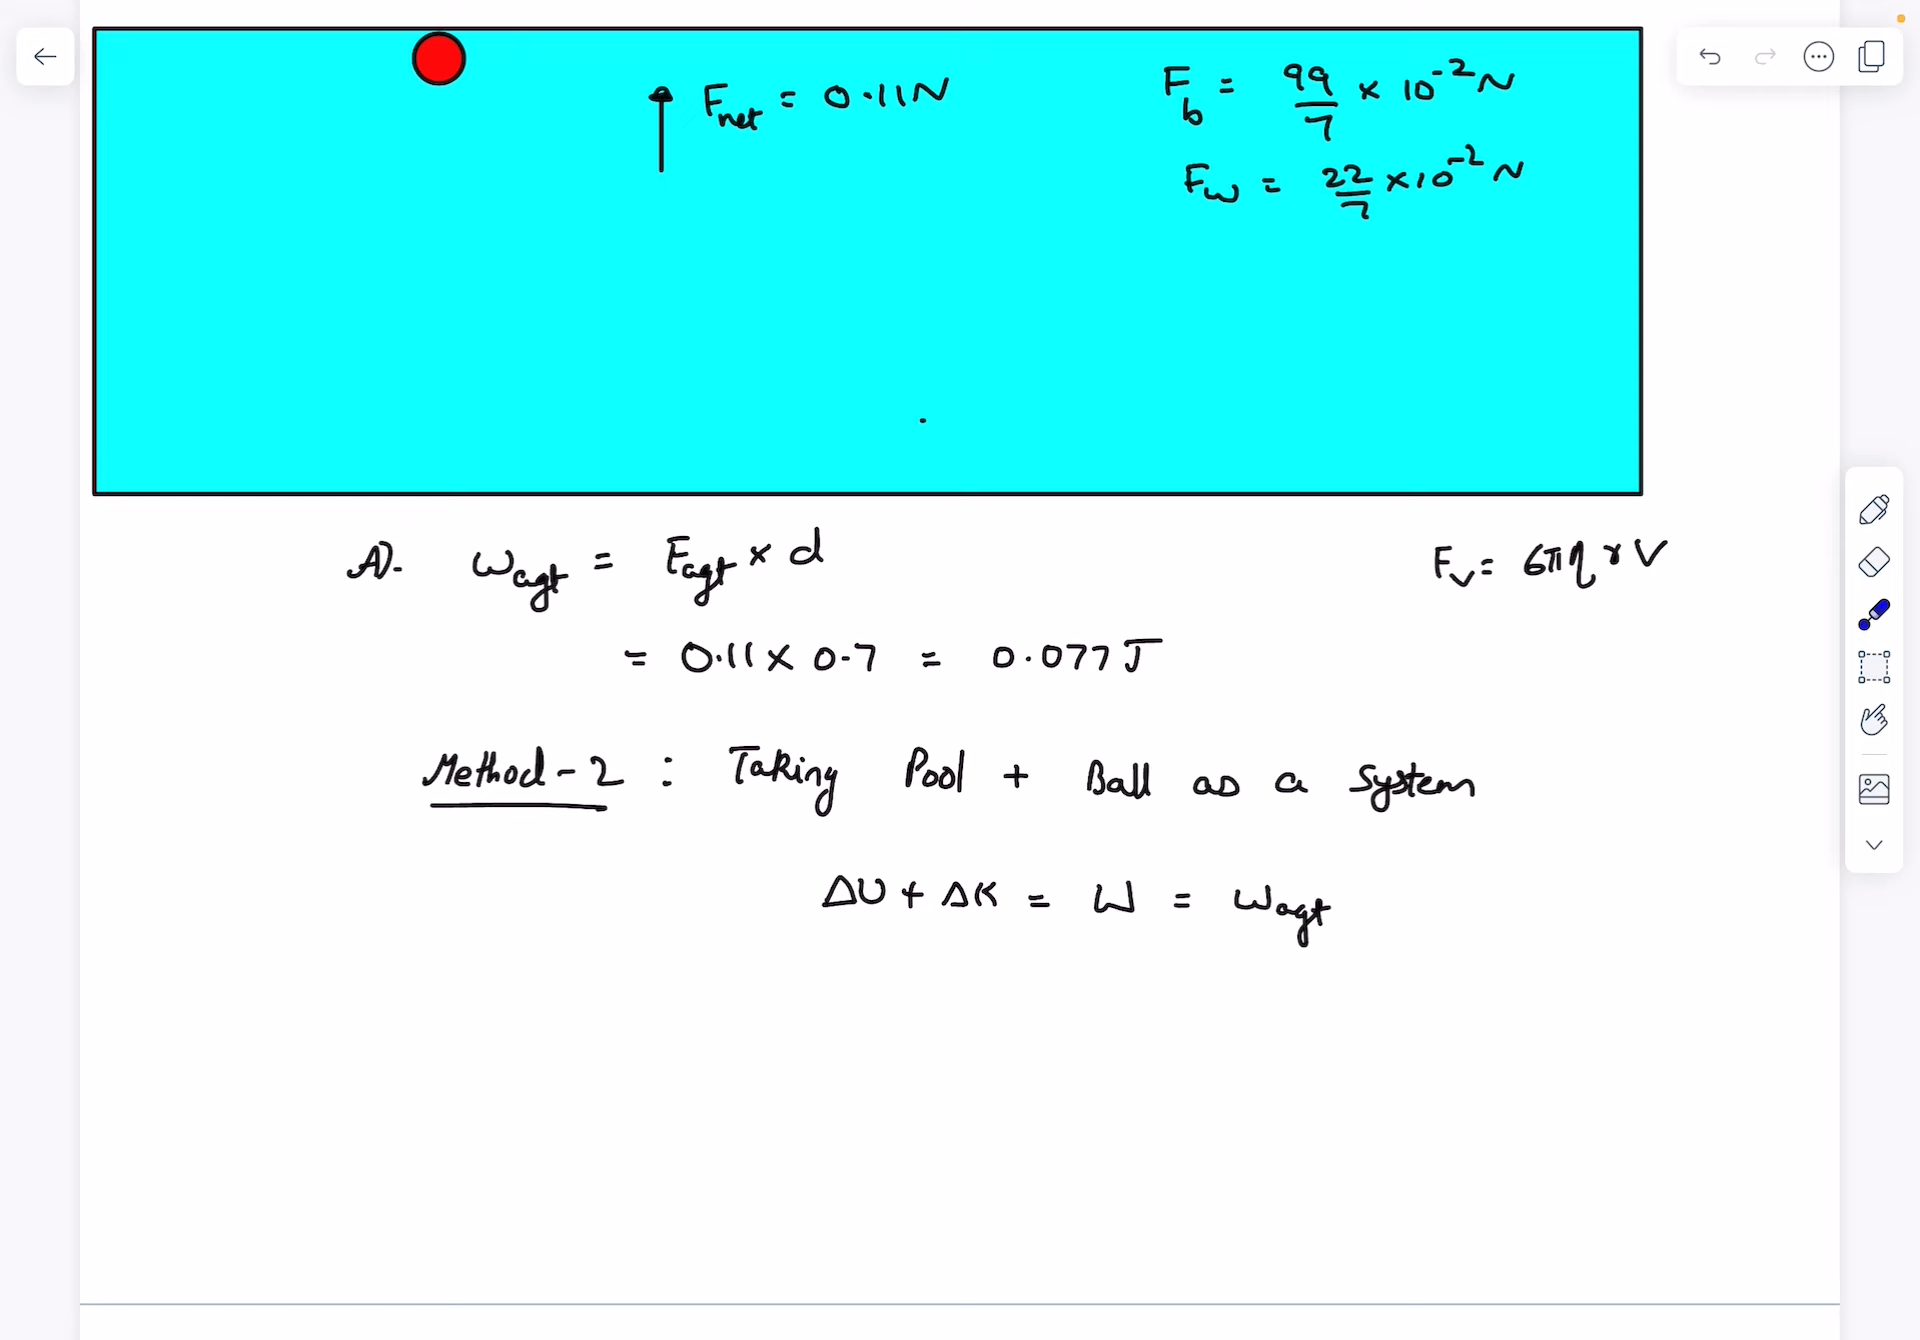 F_net = 0.11N
F_b = 99/7 × 10^-2 N
F_w = 22/7 × 10^-2 N
A). W_agt = F_agt × d
F_v = 6πηrV
= 0.11 × 0.7 = 0.077 J
Method-2 : Taking Pool + Ball as a system
ΔU + ΔK = W = W_agt